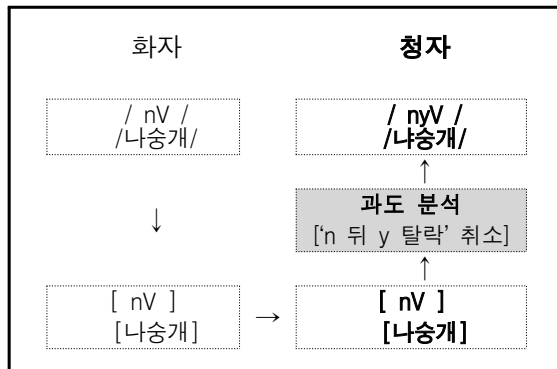 화자 청자
/ nV / / nyV /
/나숭개/ /냐숭개/
↑
↓ 과도 분석
[‘n 뒤 y 탈락’ 취소]
↑
[ nV ] → [ nV ]
[나숭개] [나숭개]